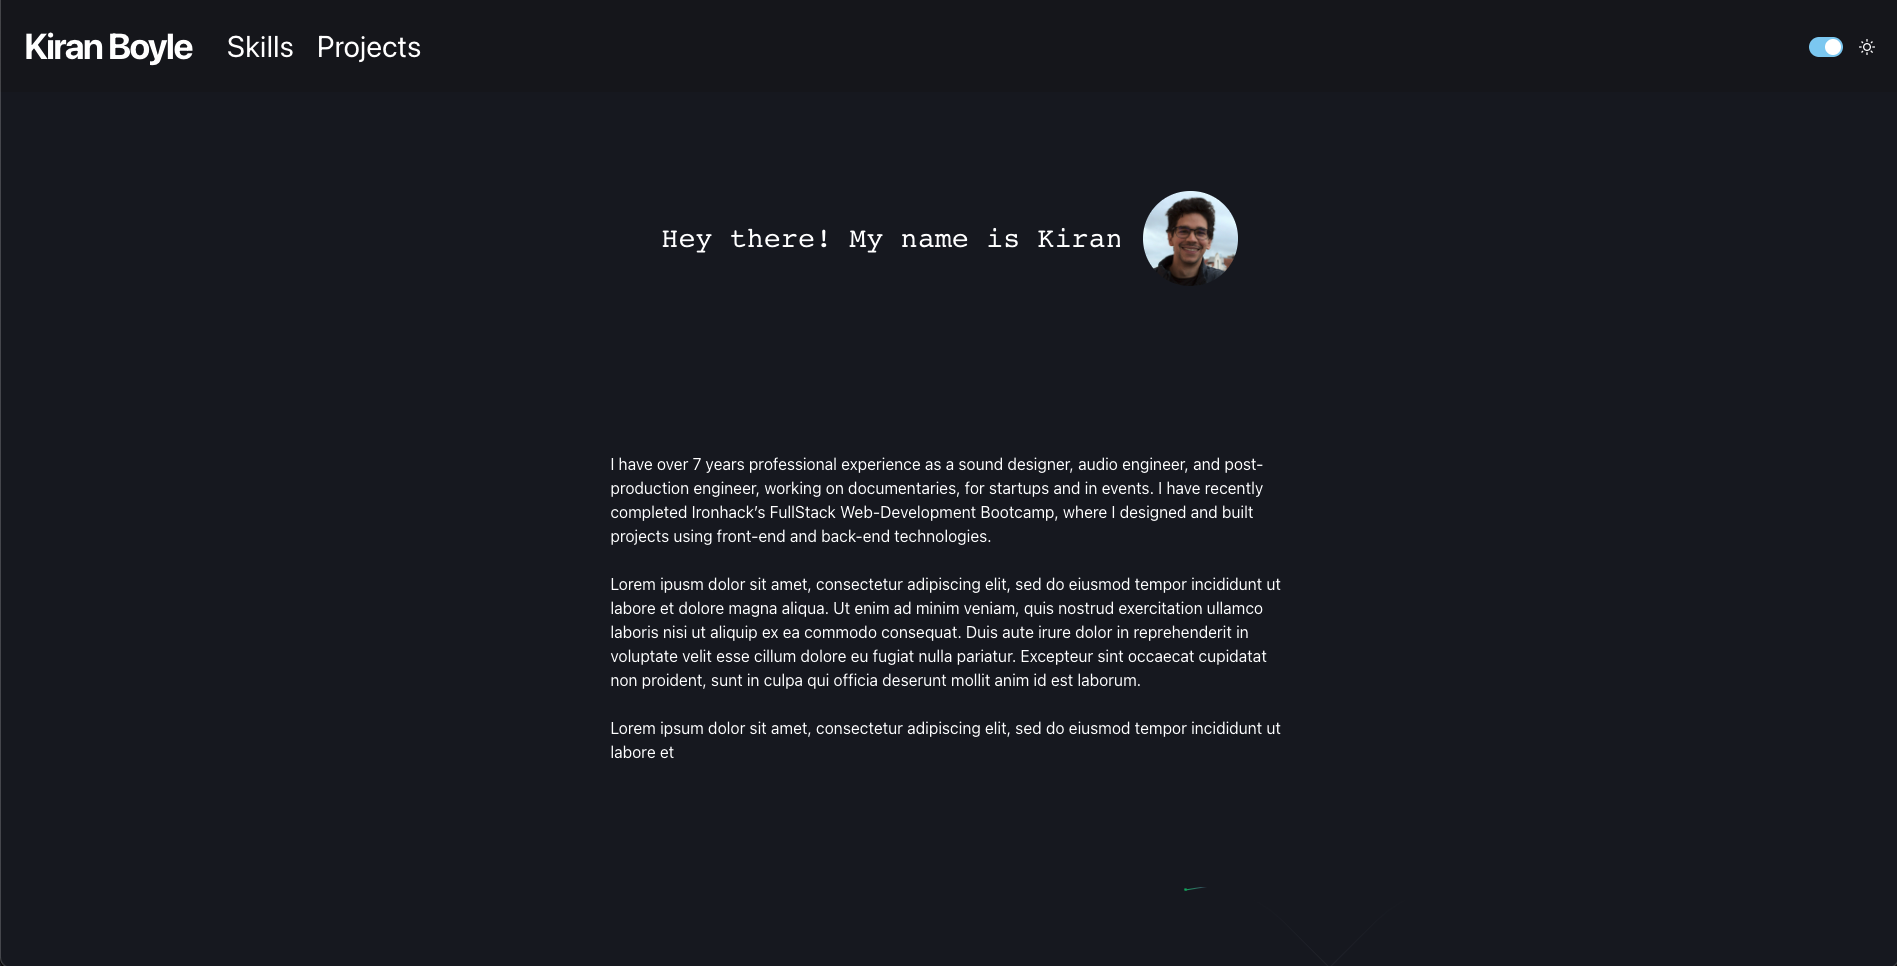 Kiran Boyle Skills Projects
Hey there! My name is Kiran
I have over 7 years professional experience as a sound designer, audio engineer, and post-
production engineer, working on documentaries, for startups and in events. I have recently
completed Ironhack’s FullStack Web-Development Bootcamp, where I designed and built
projects using front-end and back-end technologies.
Lorem ipusm dolor sit amet, consectetur adipiscing elit, sed do eiusmod tempor incididunt ut
labore et dolore magna aliqua. Ut enim ad minim veniam, quis nostrud exercitation ullamco
laboris nisi ut aliquip ex ea commodo consequat. Duis aute irure dolor in reprehenderit in
voluptate velit esse cillum dolore eu fugiat nulla pariatur. Excepteur sint occaecat cupidatat
non proident, sunt in culpa qui officia deserunt mollit anim id est laborum.
Lorem ipsum dolor sit amet, consectetur adipiscing elit, sed do eiusmod tempor incididunt ut
labore et